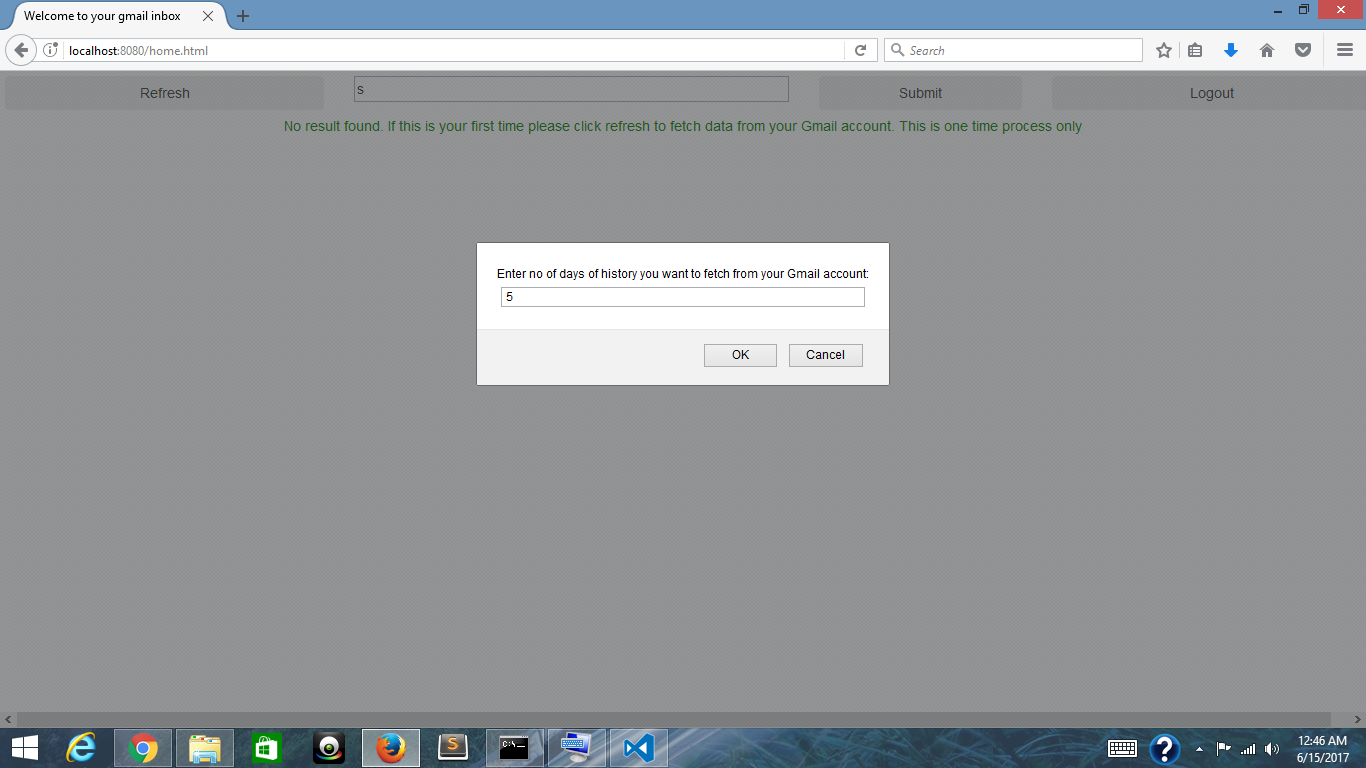 Welcome to your gmail inbox
localhost:8080/home.html
Search
Refresh
s
Submit
Logout
No result found. If this is your first time please click refresh to fetch data from your Gmail account. This is one time process only
Enter no of days of history you want to fetch from your Gmail account:
5
OK
Cancel
C:\_
S
12:46 AM
6/15/2017